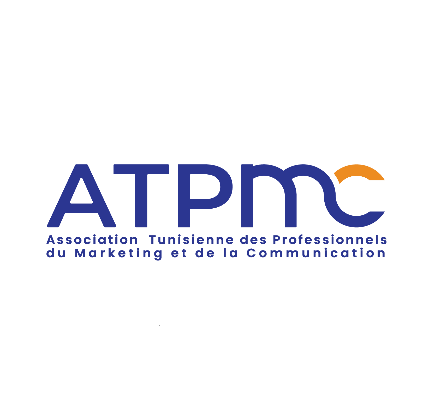 ATPMC
Association Tunisienne des Professionnels
du Marketing et de la Communication